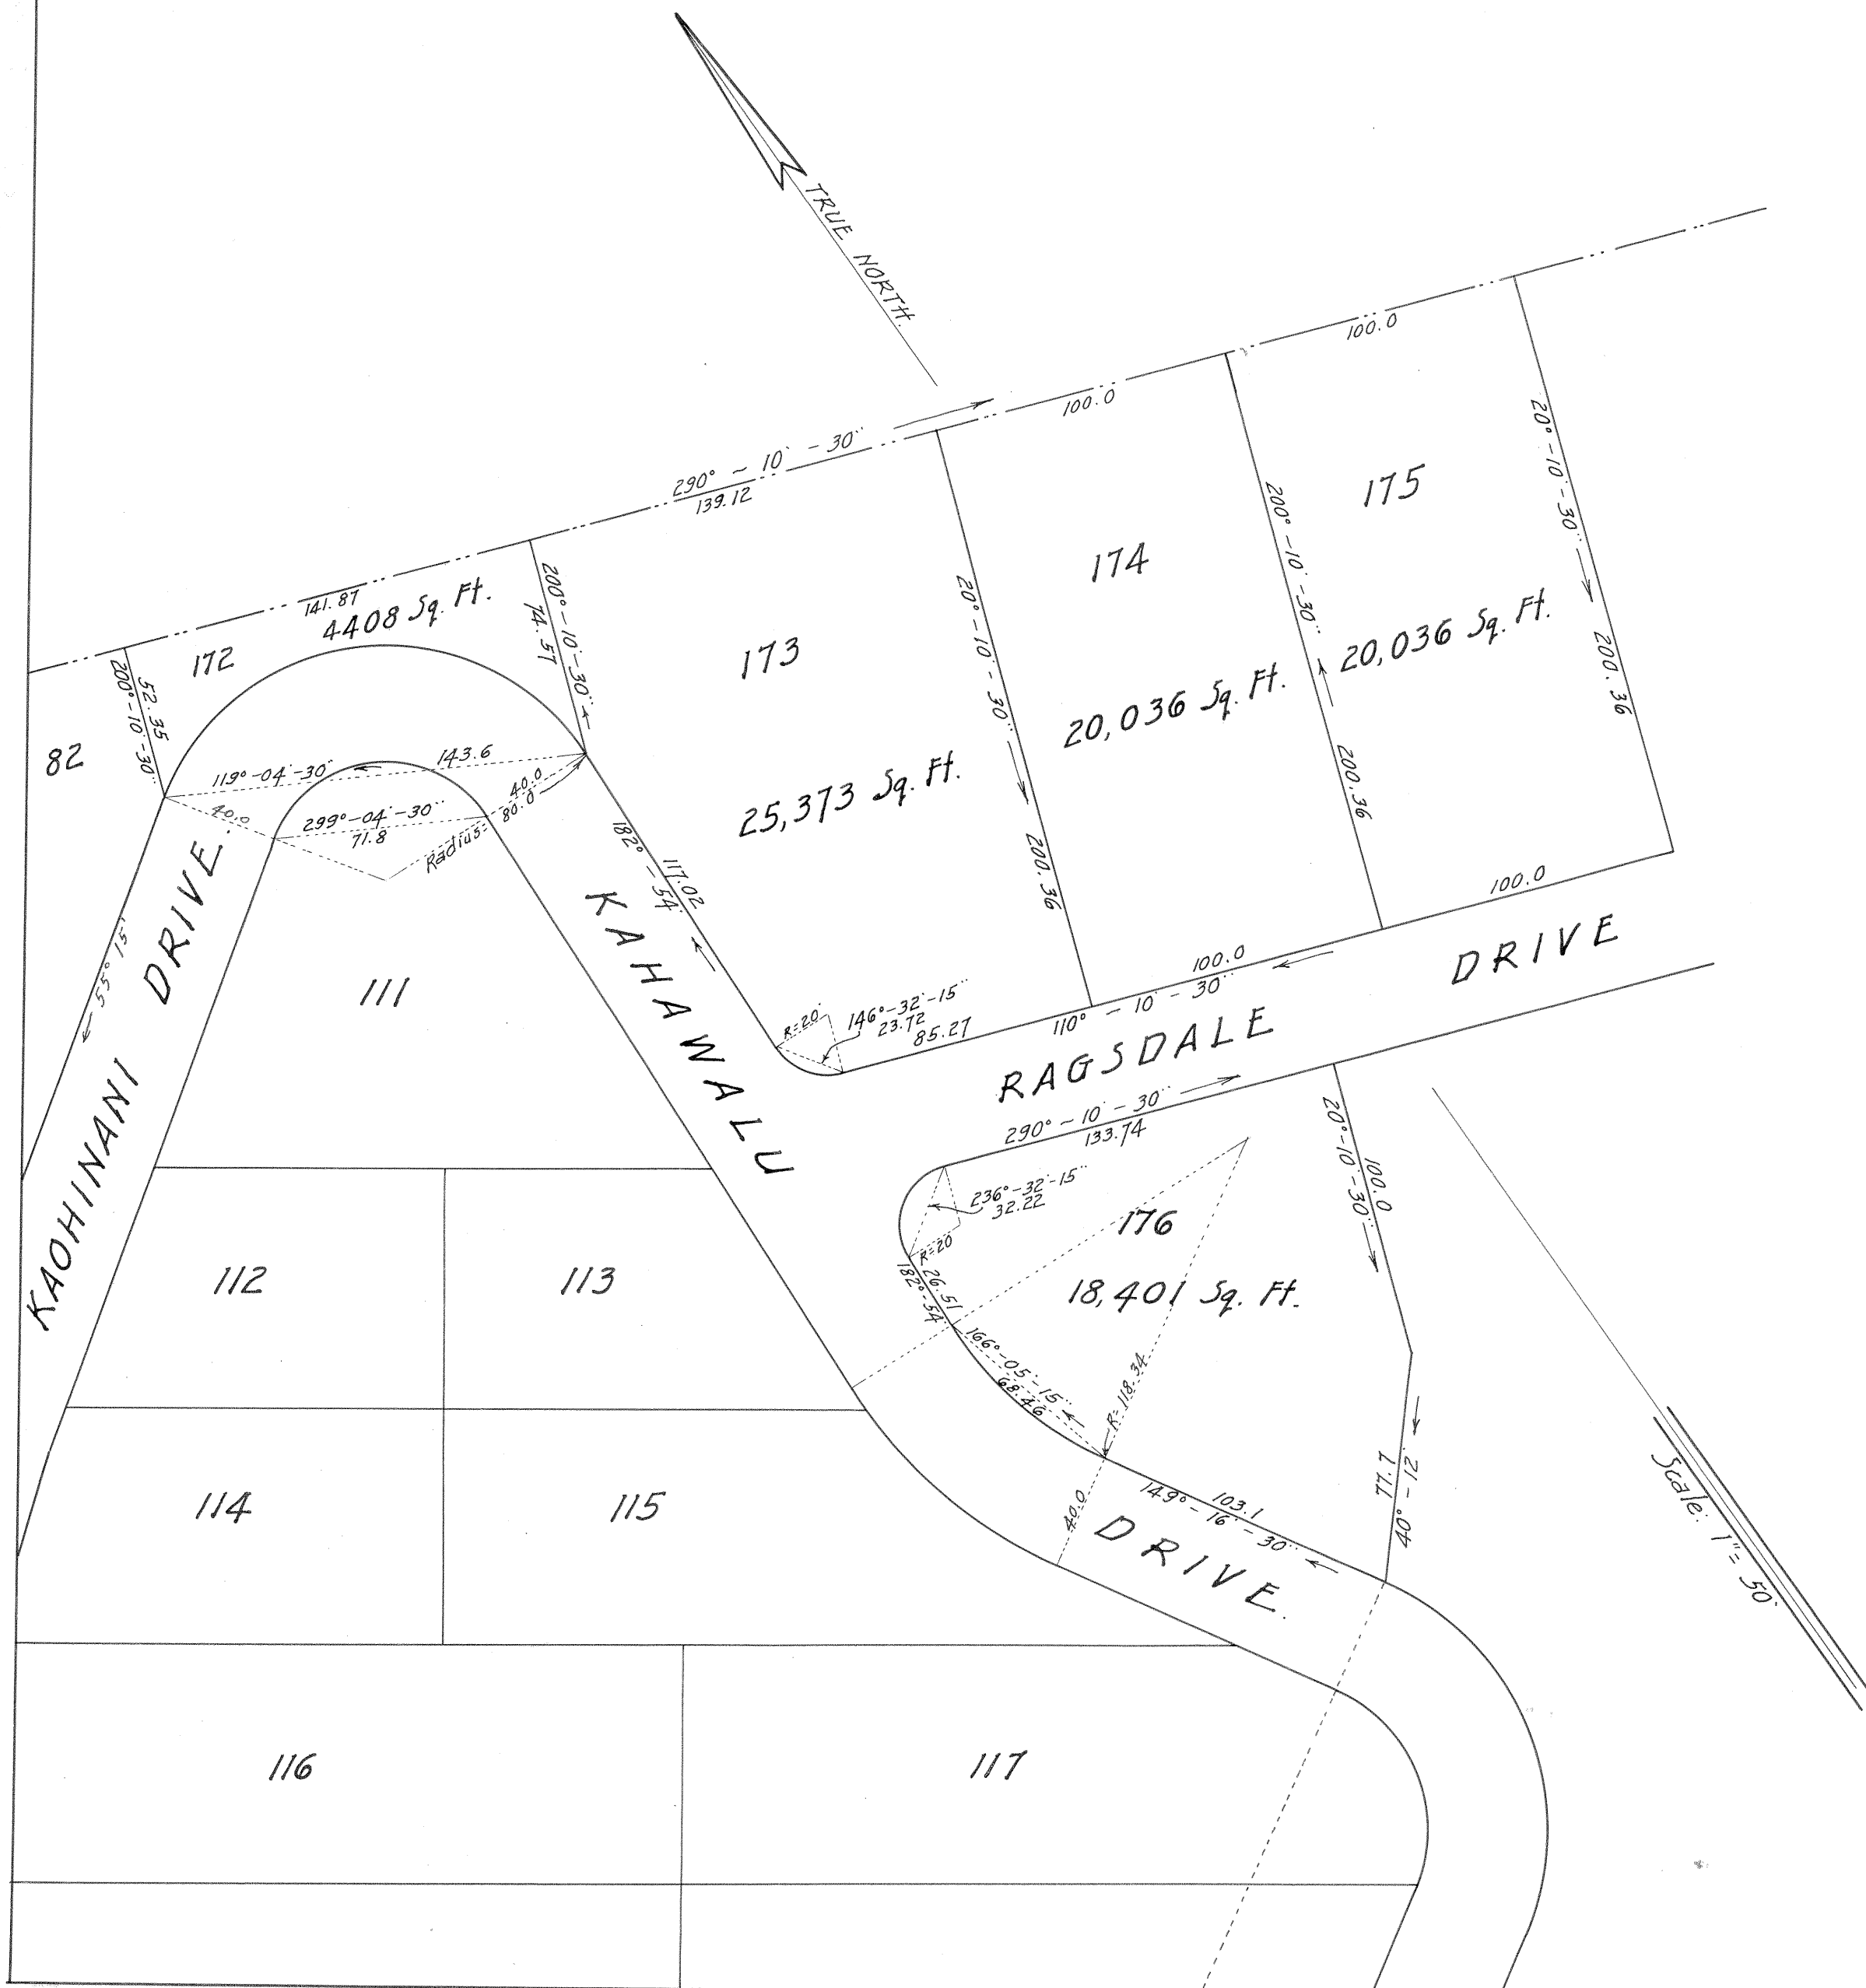 TRUE NORTH.
100.0
100.0
290° - 10' - 30"
139.12
141.87
4408 Sq. Ft.
172
82
52.35
200° - 10' - 30"
200° - 10' - 30"
74.57
173
25,373 Sq. Ft.
20° - 10' - 30"
200.36
174
20,036 Sq. Ft.
200° - 10' - 30"
200.36
175
20,036 Sq. Ft.
20° - 10' - 30"
200.36
119° - 04' - 30"
143.6
40.0
299° - 04' - 30"
71.8
Radius=
40.0
80.0
182° - 54'
117.02
R=20'
146° - 32' - 15"
23.72
85.27
110° - 10' - 30"
100.0
100.0
RAGSDALE DRIVE
55° 15'
KAOHINANI DRIVE.
111
KAHAWALU
290° - 10' - 30"
133.74
236° - 32' - 15"
32.22
R=20
26.51
182° - 54'
176
18,401 Sq. Ft.
20° - 10' - 30"
100.0
166° - 05' - 15"
68.46
R=118.34
40.0
103.1
149° - 16' - 30"
77.7
40° - 12'
DRIVE.
Scale: 1" = 50'
112
113
114
115
116
117